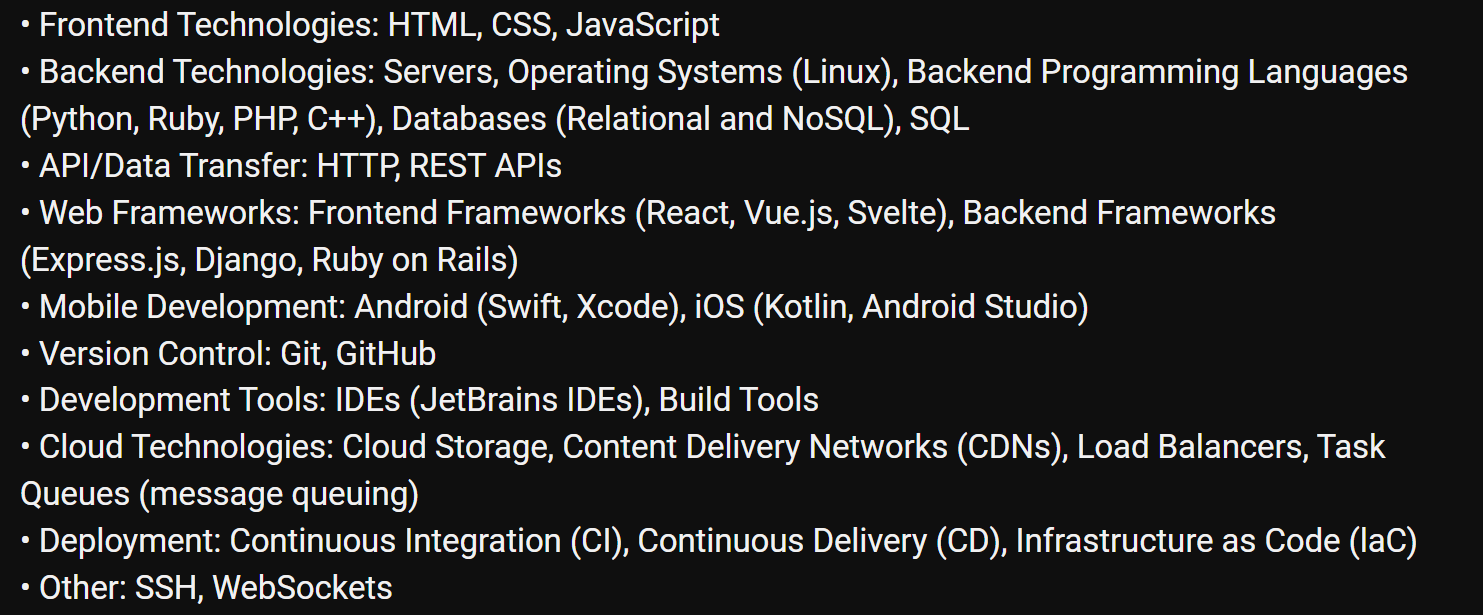 • Frontend Technologies: HTML, CSS, JavaScript
• Backend Technologies: Servers, Operating Systems (Linux), Backend Programming Languages
(Python, Ruby, PHP, C++), Databases (Relational and NoSQL), SQL
• API/Data Transfer: HTTP, REST APIs
• Web Frameworks: Frontend Frameworks (React, Vue.js, Svelte), Backend Frameworks
(Express.js, Django, Ruby on Rails)
• Mobile Development: Android (Swift, Xcode), iOS (Kotlin, Android Studio)
• Version Control: Git, GitHub
• Development Tools: IDEs (JetBrains IDEs), Build Tools
• Cloud Technologies: Cloud Storage, Content Delivery Networks (CDNs), Load Balancers, Task
Queues (message queuing)
• Deployment: Continuous Integration (CI), Continuous Delivery (CD), Infrastructure as Code (IaC)
• Other: SSH, WebSockets